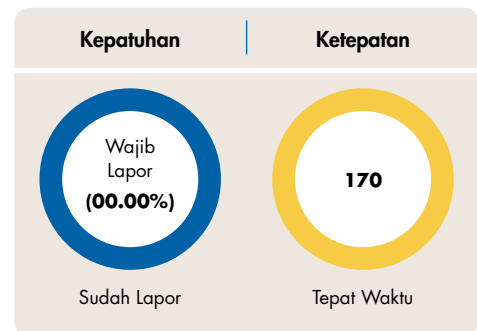 Kepatuhan
Ketepatan
Wajib
Lapor
(00.00%)
170
Sudah Lapor
Tepat Waktu